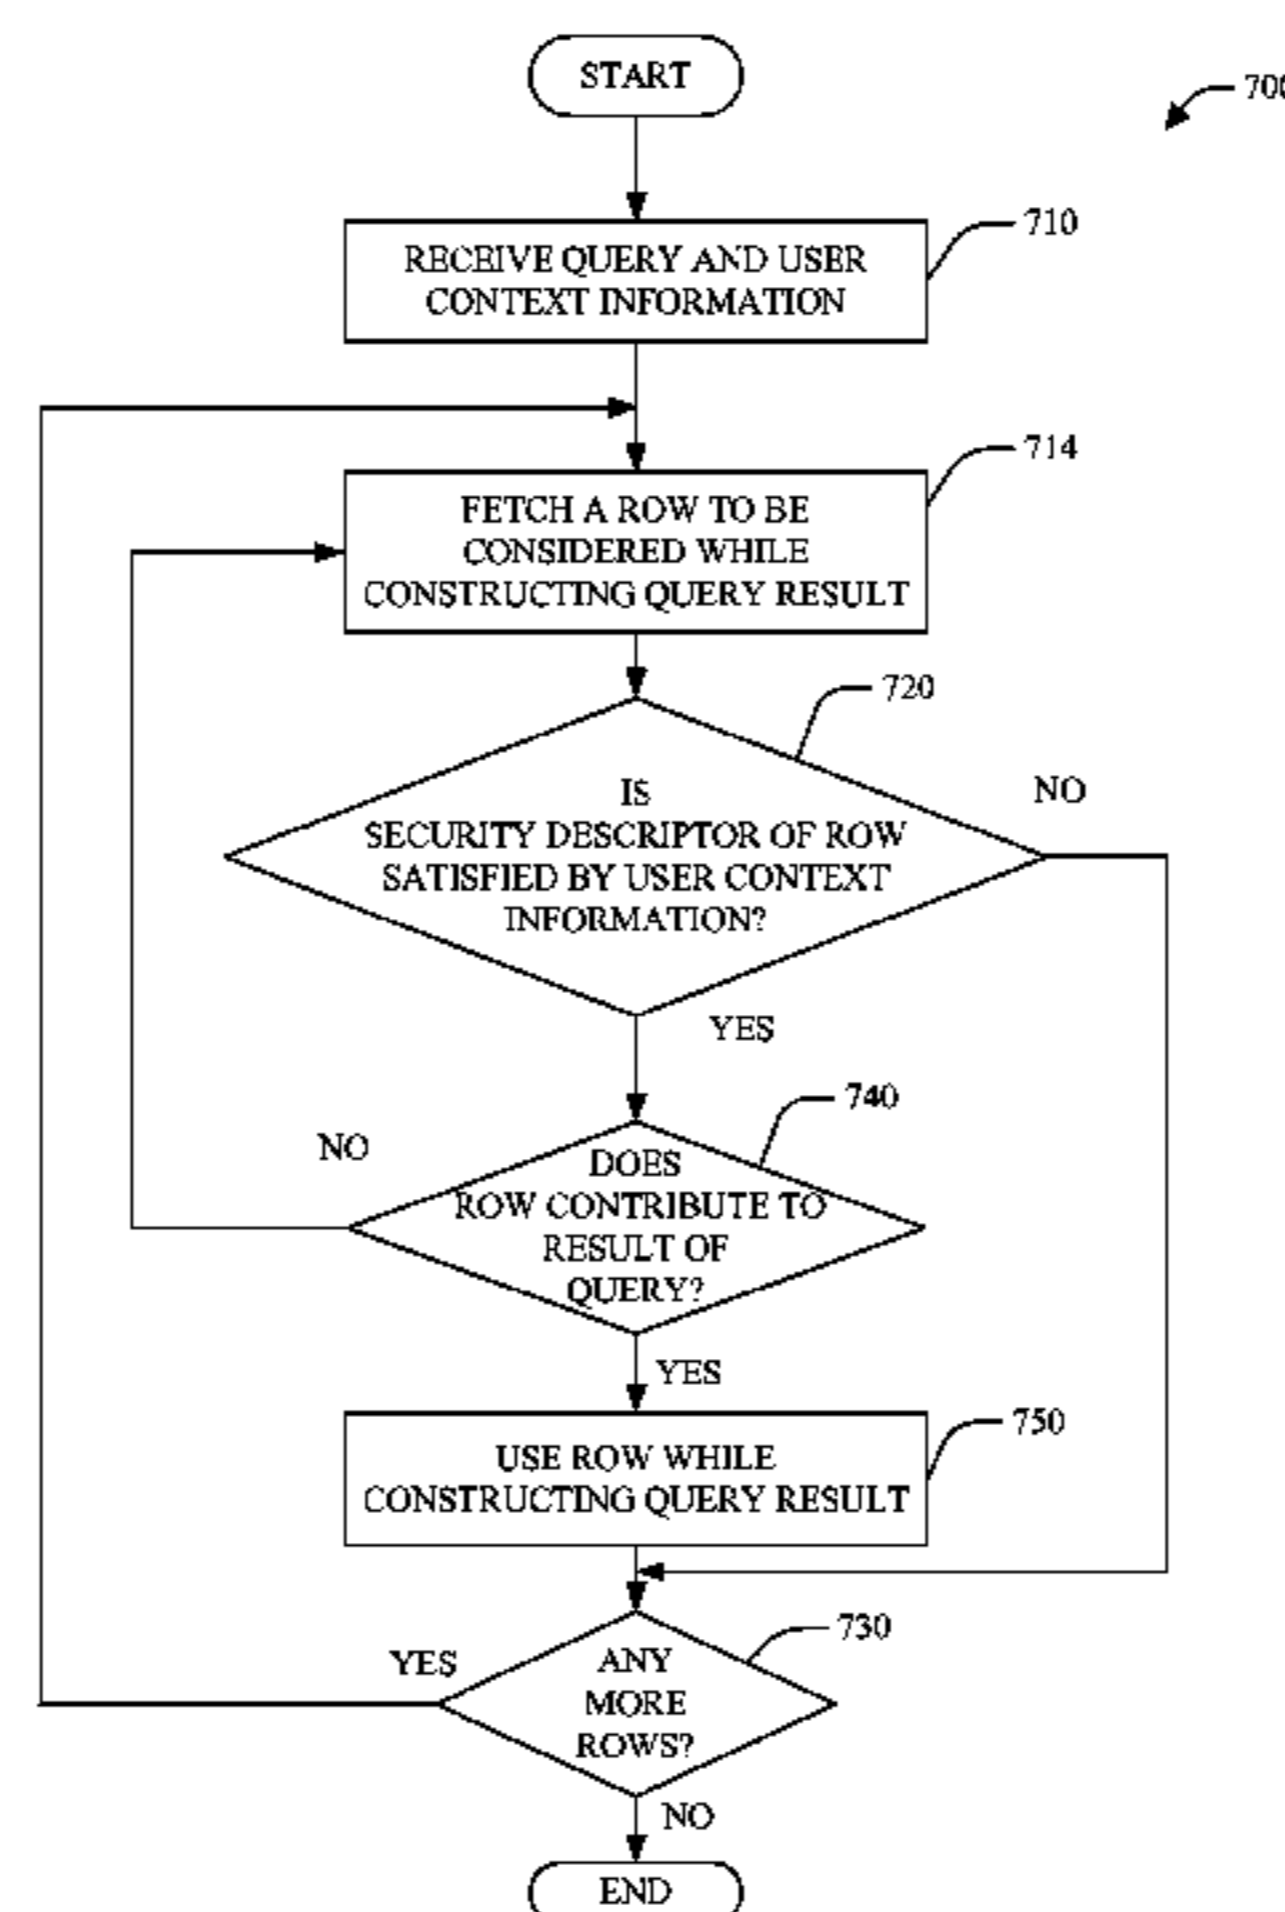 START
700
710
RECEIVE QUERY AND USER
CONTEXT INFORMATION
714
FETCH A ROW TO BE
CONSIDERED WHILE
CONSTRUCTING QUERY RESULT
720
IS
SECURITY DESCRIPTOR OF ROW
SATISFIED BY USER CONTEXT
INFORMATION?
NO
YES
740
NO
DOES
ROW CONTRIBUTE TO
RESULT OF
QUERY?
YES
750
USE ROW WHILE
CONSTRUCTING QUERY RESULT
730
YES
ANY
MORE
ROWS?
NO
END